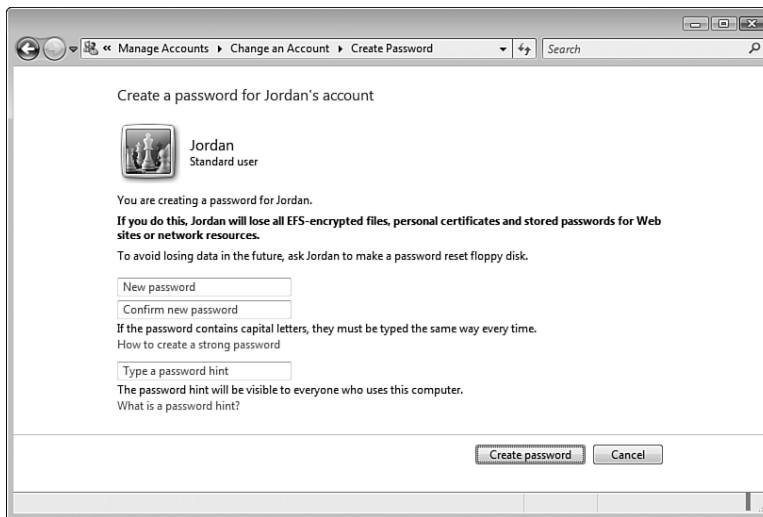 « Manage Accounts ▸ Change an Account ▸ Create Password
Search
Create a password for Jordan's account
Jordan
Standard user
You are creating a password for Jordan.
If you do this, Jordan will lose all EFS-encrypted files, personal certificates and stored passwords for Web
sites or network resources.
To avoid losing data in the future, ask Jordan to make a password reset floppy disk.
New password
Confirm new password
If the password contains capital letters, they must be typed the same way every time.
How to create a strong password
Type a password hint
The password hint will be visible to everyone who uses this computer.
What is a password hint?
Create password
Cancel